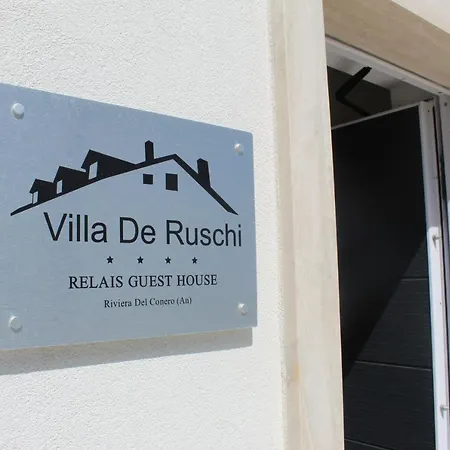 Villa De Ruschi
★ ★ ★ ★
RELAIS GUEST HOUSE
Riviera Del Conero (An)